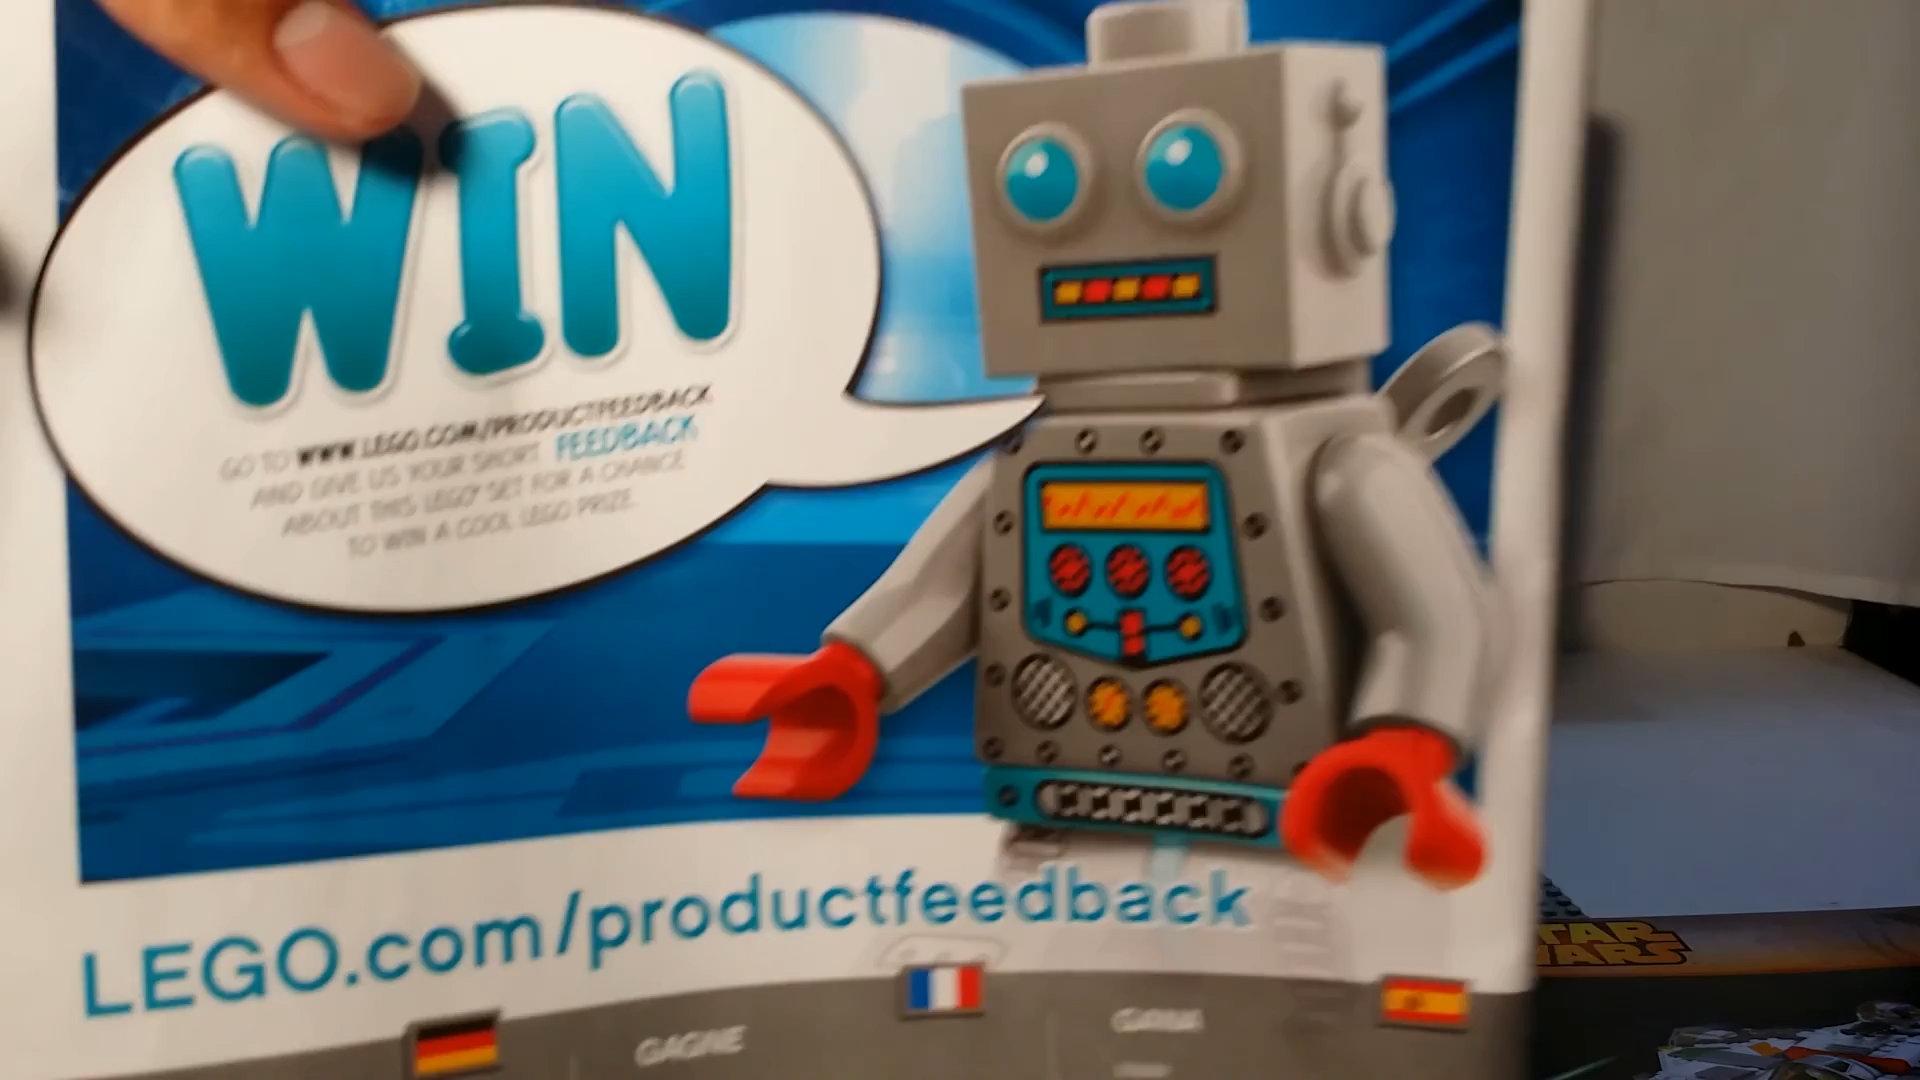 WIN
GO TO WWW.LEGO.COM/PRODUCTFEEDBACK
AND GIVE US YOUR SHORT FEEDBACK
ABOUT THIS LEGO® SET FOR A CHANCE
TO WIN A COOL LEGO PRIZE.
LEGO.com/productfeedback
GAGNE
GANA
STAR
WARS